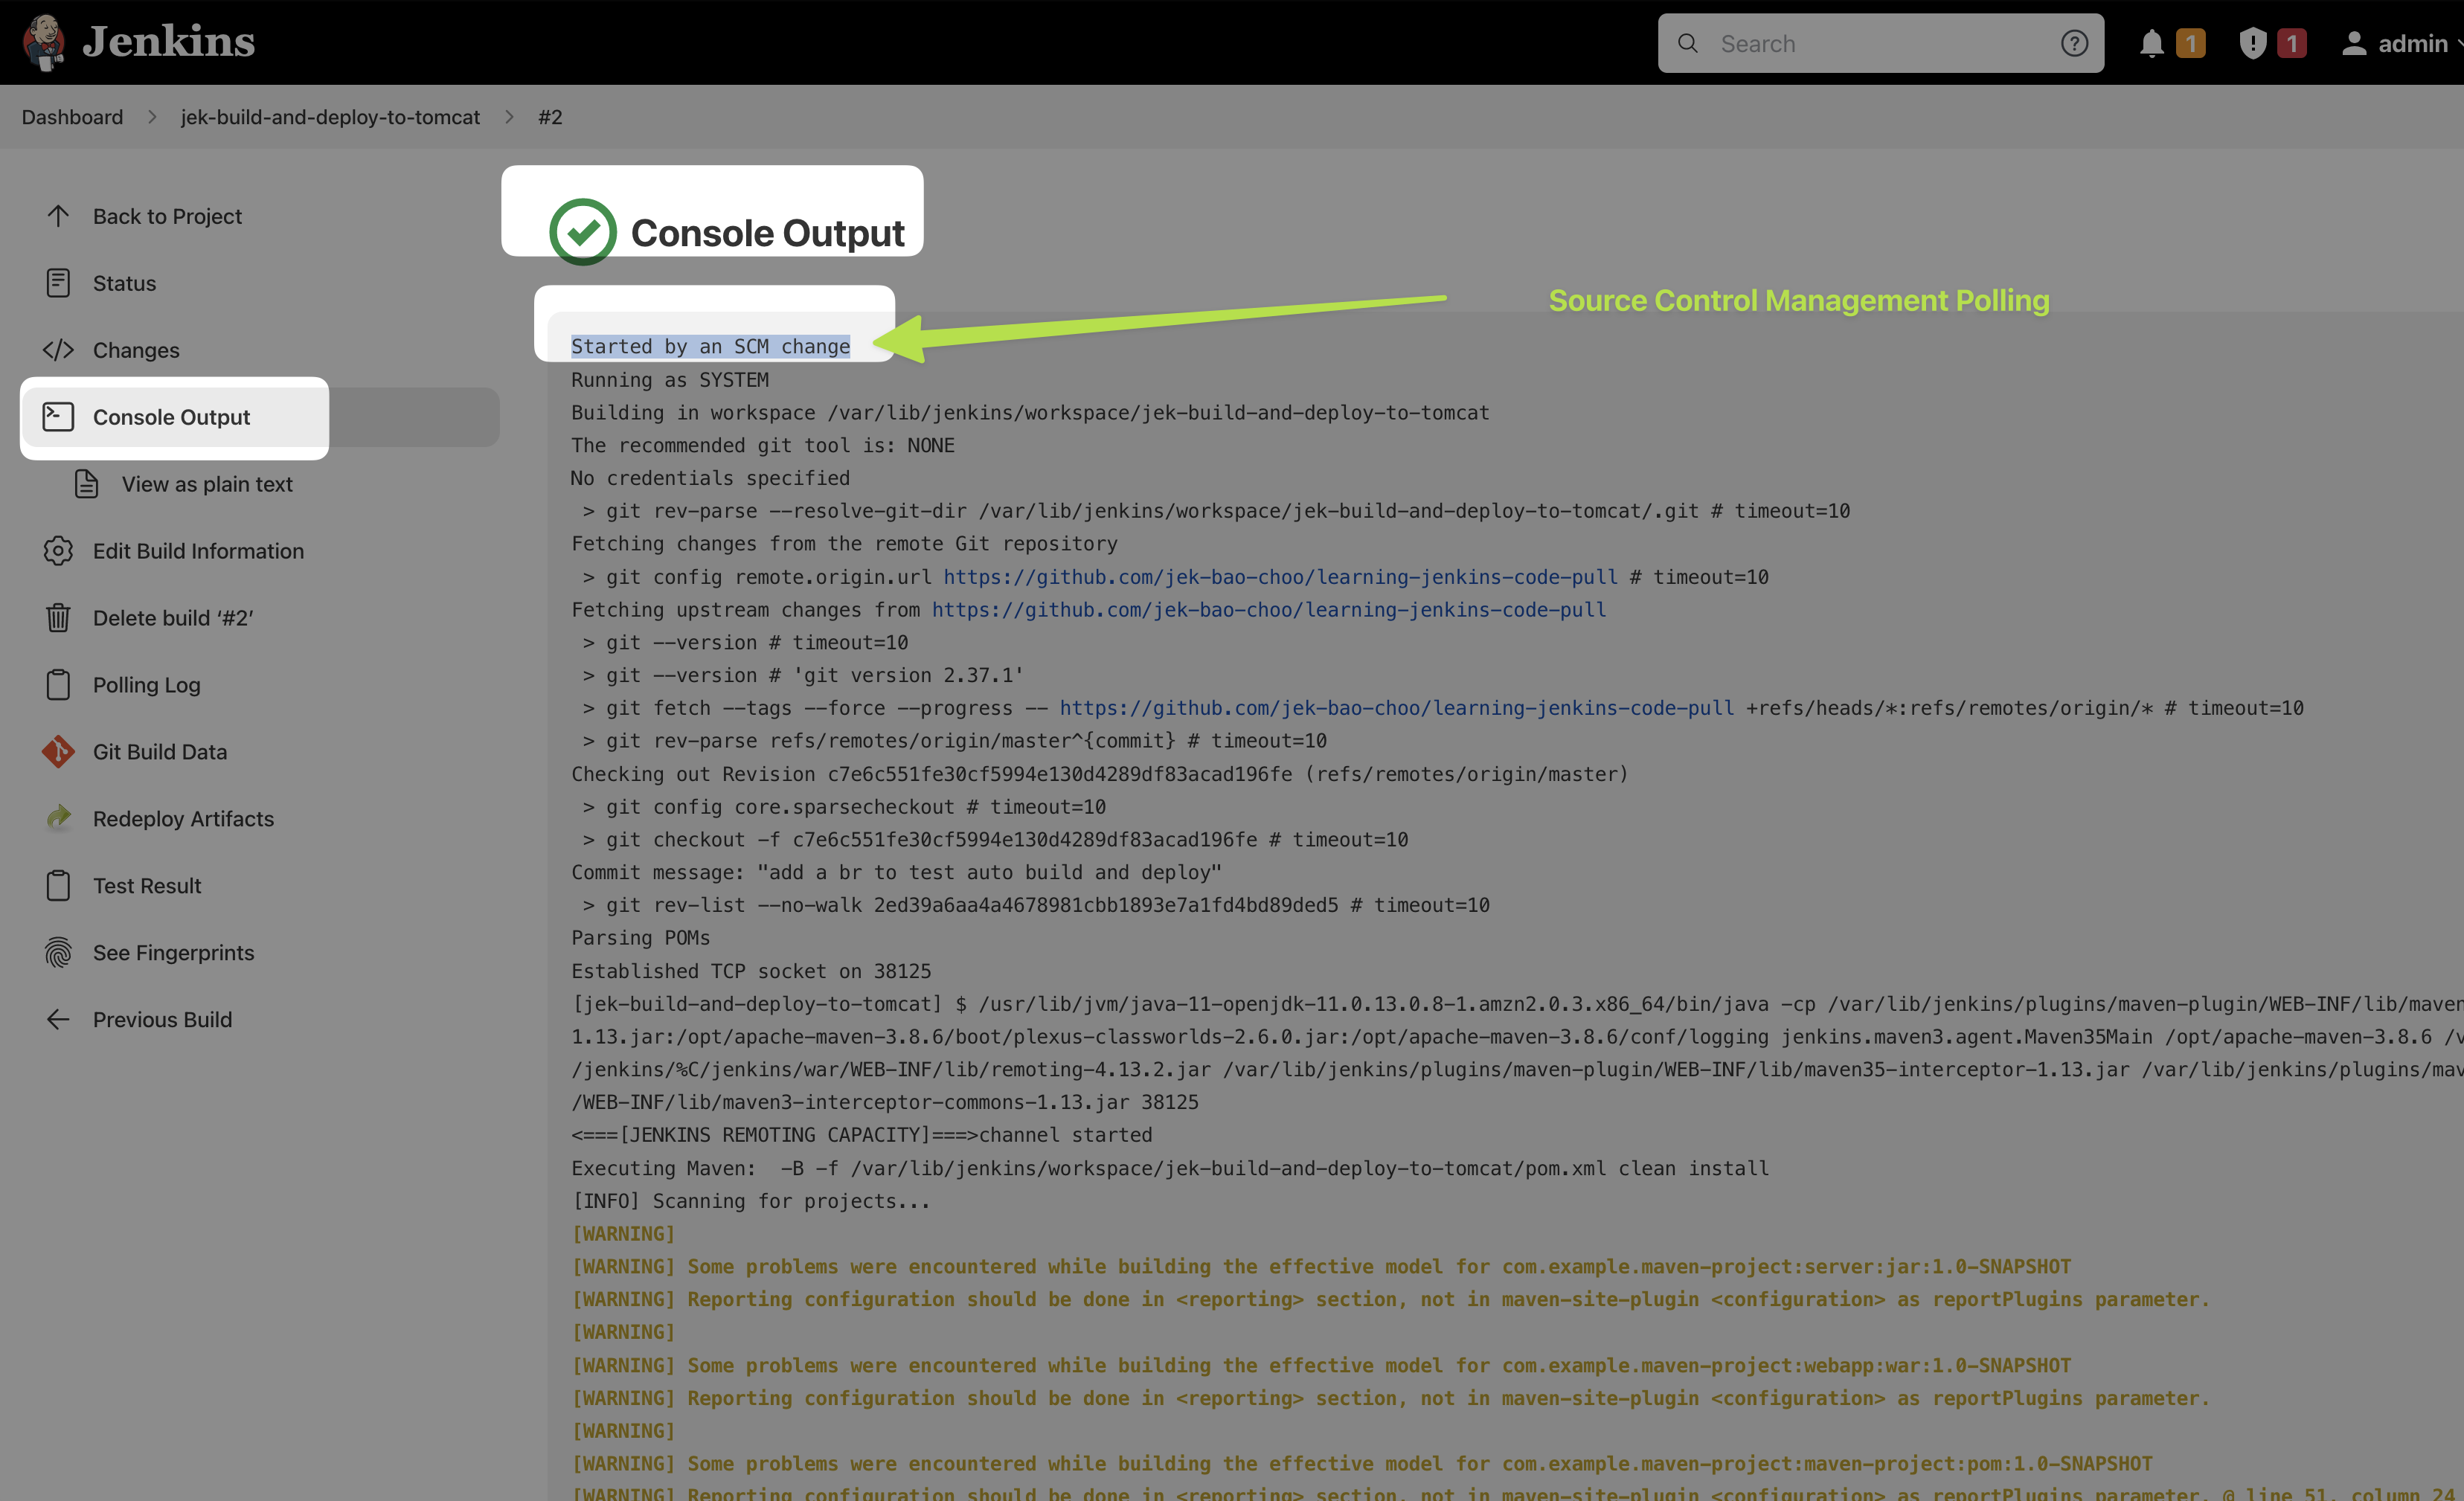 Jenkins
Search
1
1
admin
Dashboard
jek-build-and-deploy-to-tomcat
#2
Back to Project
Status
Changes
Console Output
View as plain text
Edit Build Information
Delete build ‘#2’
Polling Log
Git Build Data
Redeploy Artifacts
Test Result
See Fingerprints
Previous Build
Console Output
Source Control Management Polling
Started by an SCM change
Running as SYSTEM
Building in workspace /var/lib/jenkins/workspace/jek-build-and-deploy-to-tomcat
The recommended git tool is: NONE
No credentials specified
> git rev-parse --resolve-git-dir /var/lib/jenkins/workspace/jek-build-and-deploy-to-tomcat/.git # timeout=10
Fetching changes from the remote Git repository
> git config remote.origin.url https://github.com/jek-bao-choo/learning-jenkins-code-pull # timeout=10
Fetching upstream changes from https://github.com/jek-bao-choo/learning-jenkins-code-pull
> git --version # timeout=10
> git --version # 'git version 2.37.1'
> git fetch --tags --force --progress -- https://github.com/jek-bao-choo/learning-jenkins-code-pull +refs/heads/*:refs/remotes/origin/* # timeout=10
> git rev-parse refs/remotes/origin/master^{commit} # timeout=10
Checking out Revision c7e6c551fe30cf5994e130d4289df83acad196fe (refs/remotes/origin/master)
> git config core.sparsecheckout # timeout=10
> git checkout -f c7e6c551fe30cf5994e130d4289df83acad196fe # timeout=10
Commit message: "add a br to test auto build and deploy"
> git rev-list --no-walk 2ed39a6aa4a4678981cbb1893e7a1fd4bd89ded5 # timeout=10
Parsing POMs
Established TCP socket on 38125
[jek-build-and-deploy-to-tomcat] $ /usr/lib/jvm/java-11-openjdk-11.0.13.0.8-1.amzn2.0.3.x86_64/bin/java -cp /var/lib/jenkins/plugins/maven-plugin/WEB-INF/lib/maven
1.13.jar:/opt/apache-maven-3.8.6/boot/plexus-classworlds-2.6.0.jar:/opt/apache-maven-3.8.6/conf/logging jenkins.maven3.agent.Maven35Main /opt/apache-maven-3.8.6 /v
/jenkins/%C/jenkins/war/WEB-INF/lib/remoting-4.13.2.jar /var/lib/jenkins/plugins/maven-plugin/WEB-INF/lib/maven35-interceptor-1.13.jar /var/lib/jenkins/plugins/mav
/WEB-INF/lib/maven3-interceptor-commons-1.13.jar 38125
<===[JENKINS REMOTING CAPACITY]===>channel started
Executing Maven:  -B -f /var/lib/jenkins/workspace/jek-build-and-deploy-to-tomcat/pom.xml clean install
[INFO] Scanning for projects...
[WARNING]
[WARNING] Some problems were encountered while building the effective model for com.example.maven-project:server:jar:1.0-SNAPSHOT
[WARNING] Reporting configuration should be done in <reporting> section, not in maven-site-plugin <configuration> as reportPlugins parameter.
[WARNING]
[WARNING] Some problems were encountered while building the effective model for com.example.maven-project:webapp:war:1.0-SNAPSHOT
[WARNING] Reporting configuration should be done in <reporting> section, not in maven-site-plugin <configuration> as reportPlugins parameter.
[WARNING]
[WARNING] Some problems were encountered while building the effective model for com.example.maven-project:maven-project:pom:1.0-SNAPSHOT
[WARNING] Reporting configuration should be done in <reporting> section, not in maven-site-plugin <configuration> as reportPlugins parameter. @ line 51, column 24